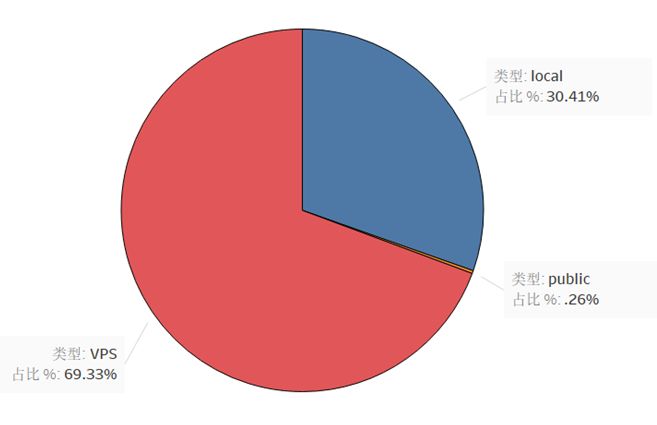 类型: local
占比 %: 30.41%
类型: public
占比 %: .26%
类型: VPS
占比 %: 69.33%